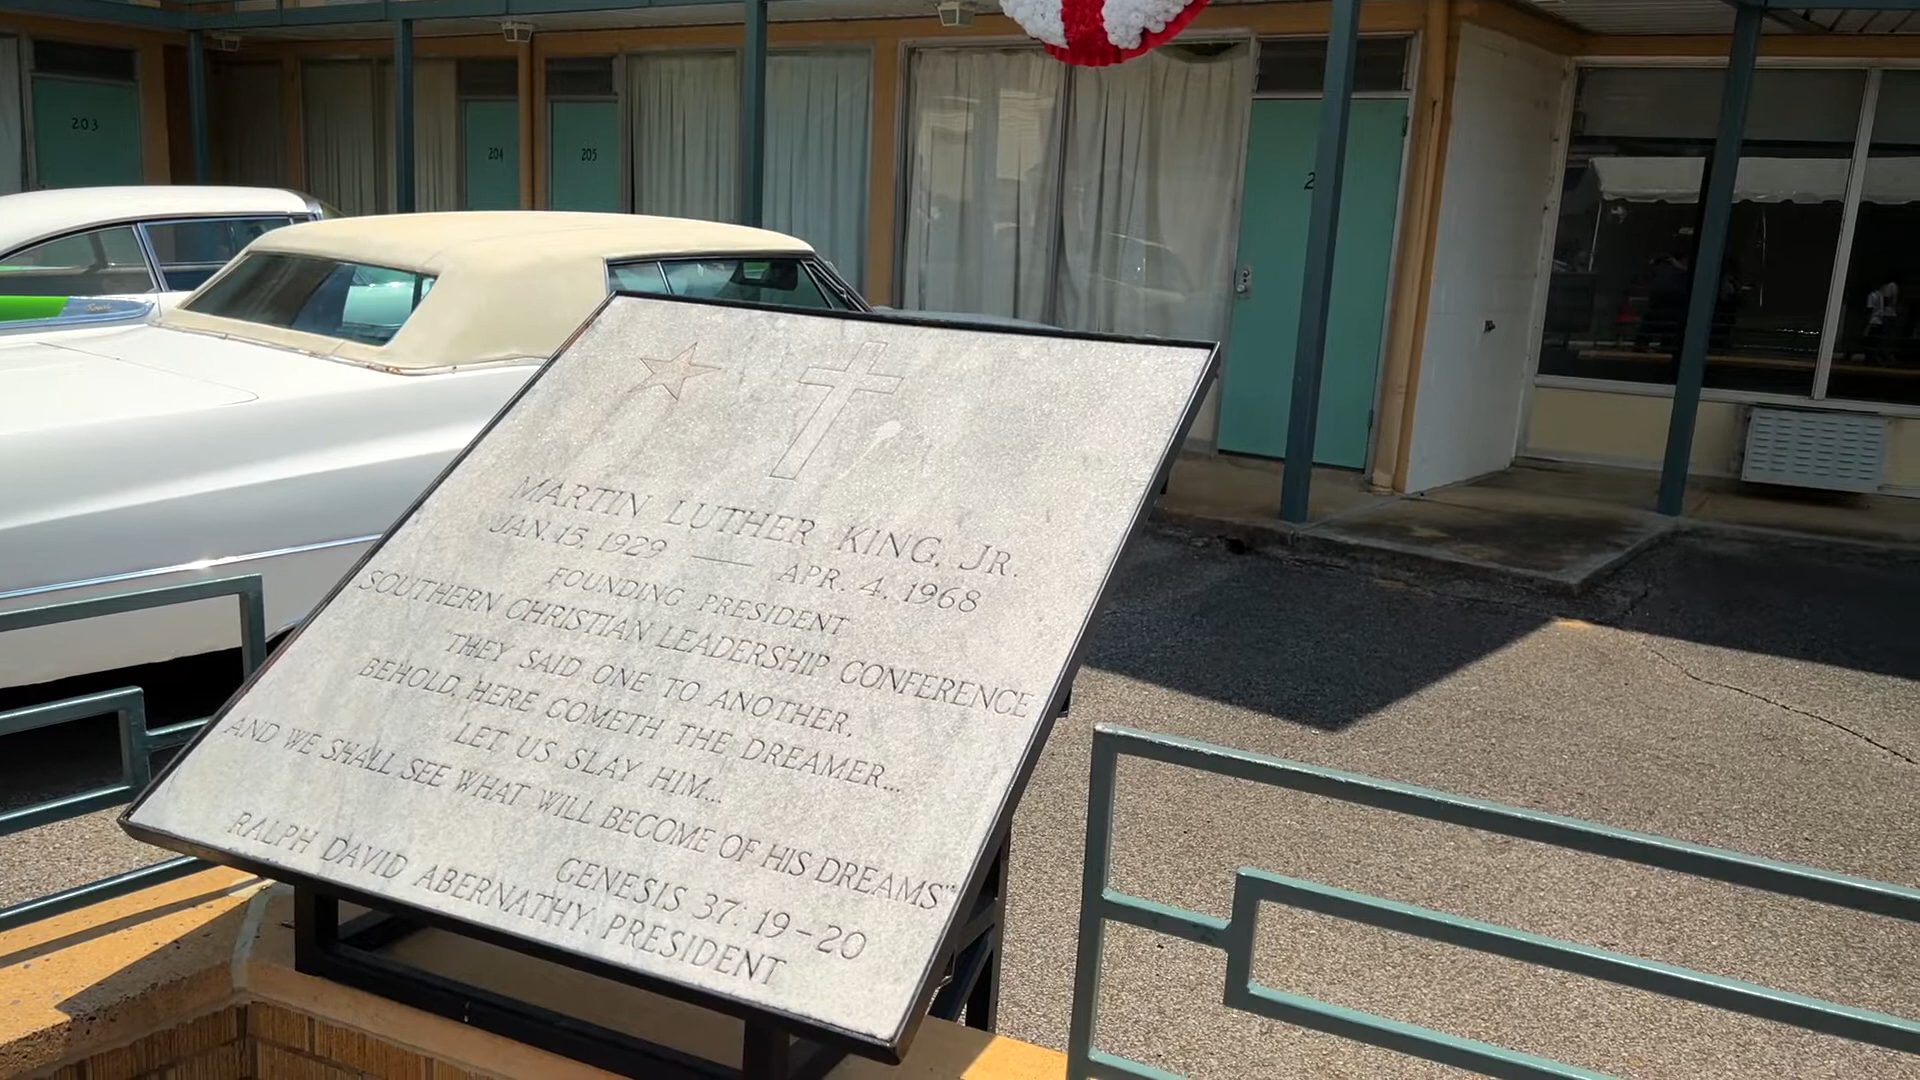 203
204
205
2
MARTIN LUTHER KING, JR.
JAN. 15, 1929 — APR. 4, 1968
FOUNDING PRESIDENT
SOUTHERN CHRISTIAN LEADERSHIP CONFERENCE
"THEY SAID ONE TO ANOTHER,
BEHOLD, HERE COMETH THE DREAMER...
LET US SLAY HIM...
AND WE SHALL SEE WHAT WILL BECOME OF HIS DREAMS"
GENESIS 37: 19-20
RALPH DAVID ABERNATHY, PRESIDENT